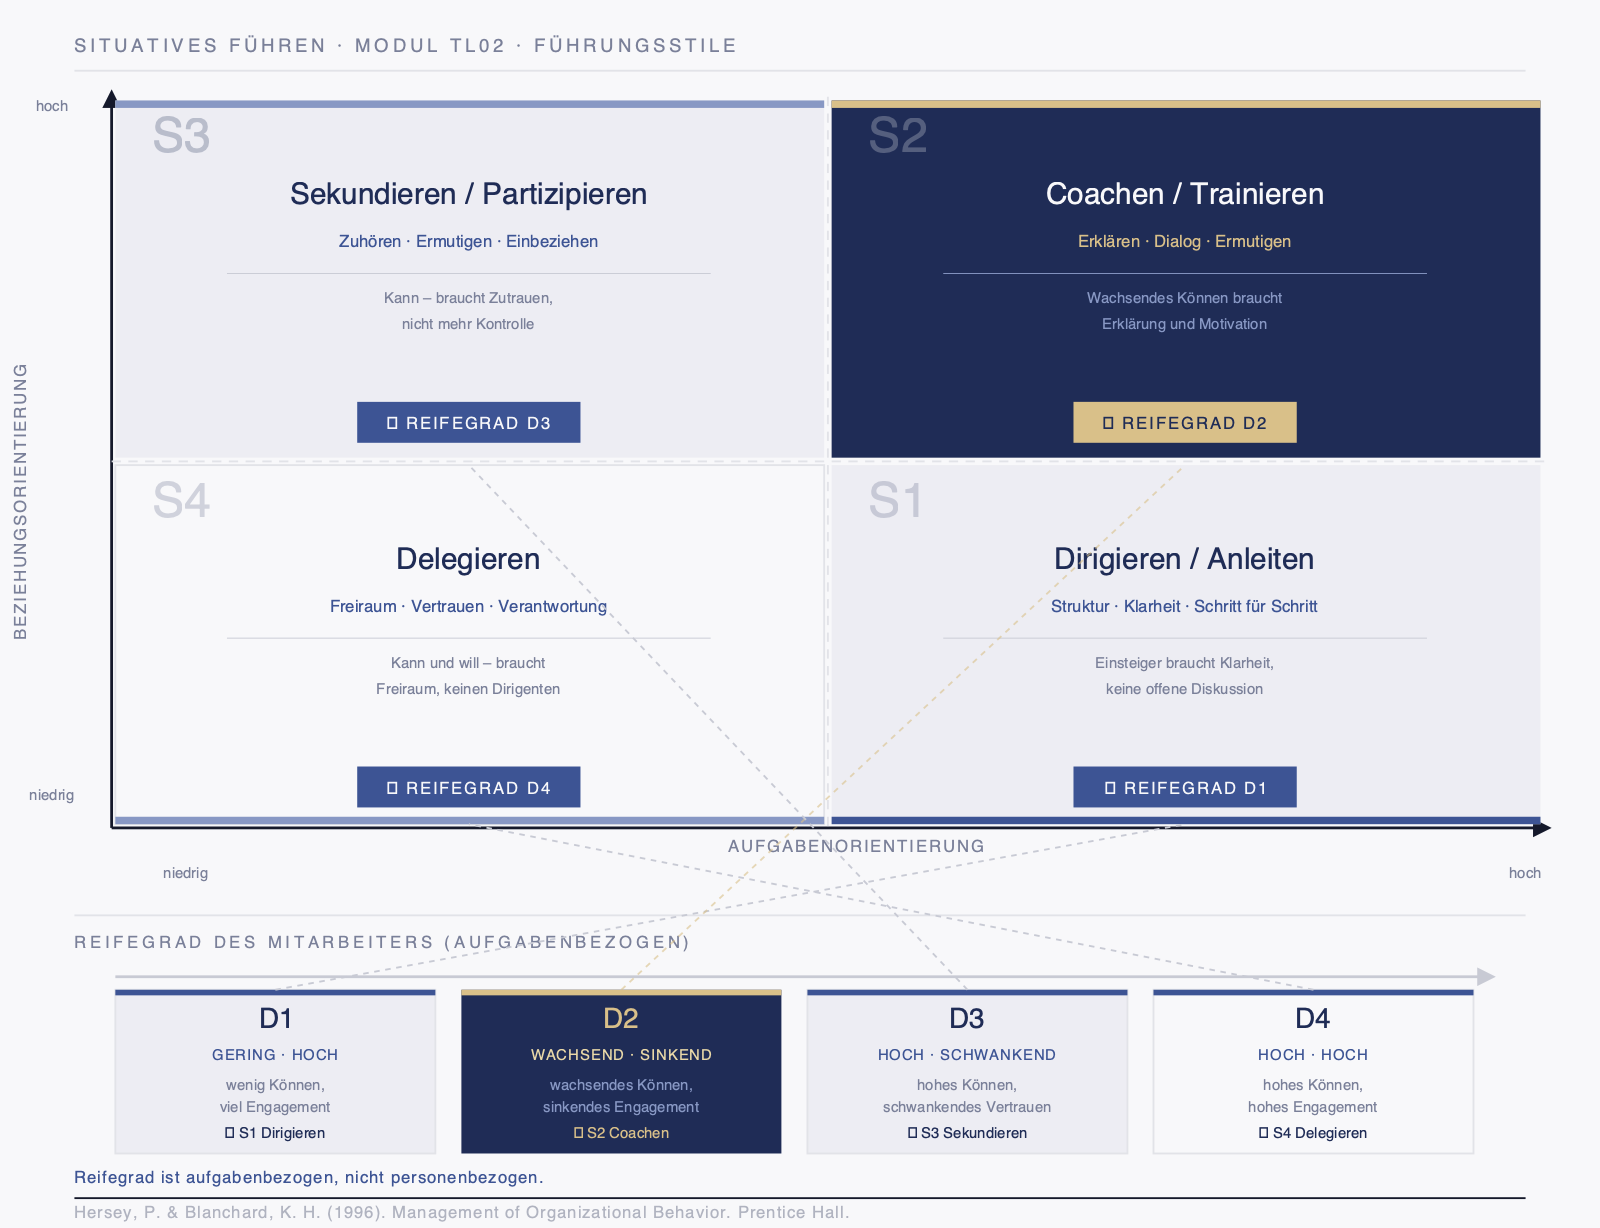 SITUATIVES FÜHREN · MODUL TL02 · FÜHRUNGSSTILE
hoch
S3
Sekundieren / Partizipieren
Zuhören · Ermutigen · Einbeziehen
Kann – braucht Zutrauen,
nicht mehr Kontrolle
REIFEGRAD D3
S2
Coachen / Trainieren
Erklären · Dialog · Ermutigen
Wachsendes Können braucht
Erklärung und Motivation
REIFEGRAD D2
BEZIEHUNGSORIENTIERUNG
S4
Delegieren
Freiraum · Vertrauen · Verantwortung
Kann und will – braucht
Freiraum, keinen Dirigenten
REIFEGRAD D4
S1
Dirigieren / Anleiten
Struktur · Klarheit · Schritt für Schritt
Einsteiger braucht Klarheit,
keine offene Diskussion
REIFEGRAD D1
niedrig
AUFGABENORIENTIERUNG
niedrig
hoch
REIFEGRAD DES MITARBEITERS (AUFGABENBEZOGEN)
D1
GERING · HOCH
wenig Können,
viel Engagement
S1 Dirigieren
D2
WACHSEND · SINKEND
wachsendes Können,
sinkendes Engagement
S2 Coachen
D3
HOCH · SCHWANKEND
hohes Können,
schwankendes Vertrauen
S3 Sekundieren
D4
HOCH · HOCH
hohes Können,
hohes Engagement
S4 Delegieren
Reifegrad ist aufgabenbezogen, nicht personenbezogen.
Hersey, P. & Blanchard, K. H. (1996). Management of Organizational Behavior. Prentice Hall.